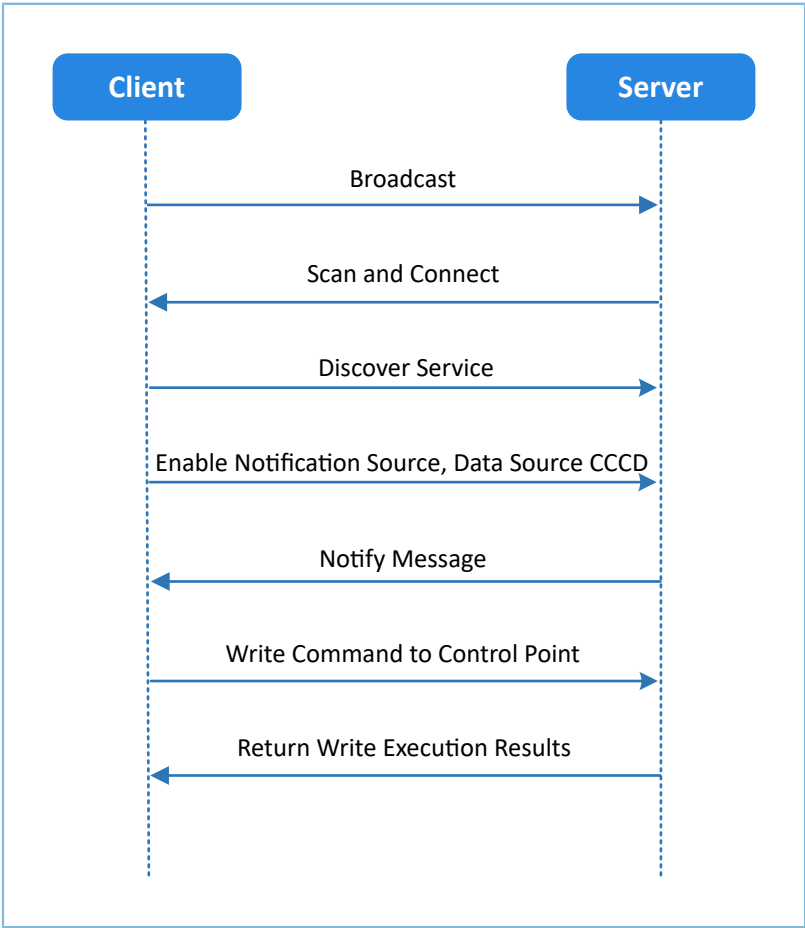 Client
Server
Broadcast
Scan and Connect
Discover Service
Enable Notification Source, Data Source CCCD
Notify Message
Write Command to Control Point
Return Write Execution Results